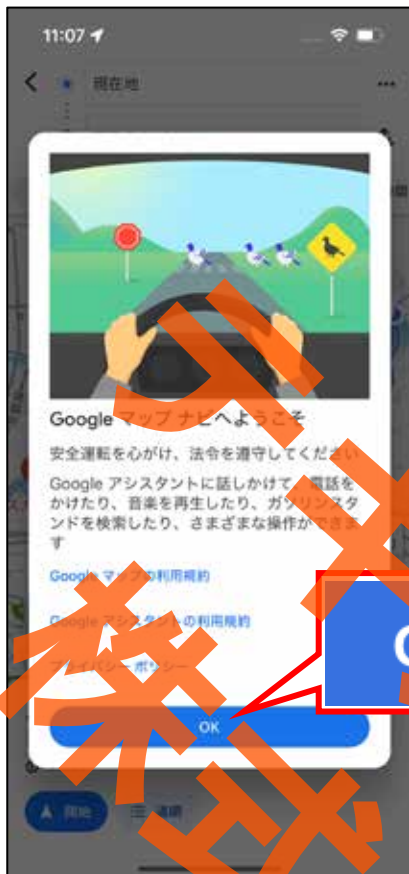 11:07
現在地
Google マップ ナビへようこそ
安全運転を心がけ、法令を遵守してください
Google アシスタントに話しかけて、電話を
かけたり、音楽を再生したり、ガソリンスタ
ンドを検索したり、さまざまな操作ができま
す
Google マップの利用規約
Google アシスタントの利用規約
プライバシー ポリシー
OK
開始
株式